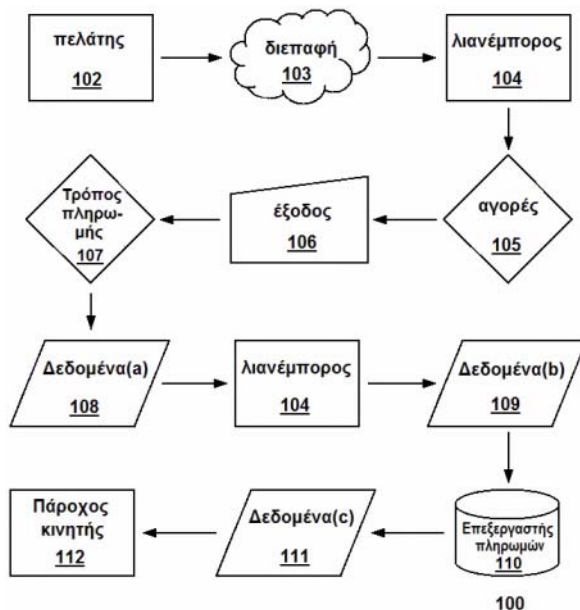 πελάτης
102
διεπαφή
103
λιανέμπορος
104
αγορές
105
έξοδος
106
Τρόπος
πληρω-
μής
107
Δεδομένα(a)
108
λιανέμπορος
104
Δεδομένα(b)
109
Επεξεργαστής
πληρωμών
110
Δεδομένα(c)
111
Πάροχος
κινητής
112
100